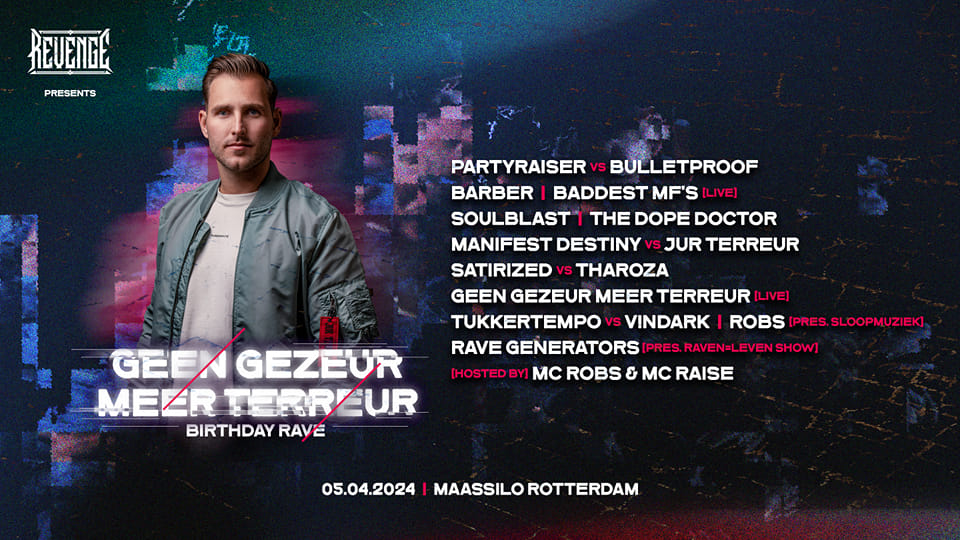 REVENGE
PRESENTS
PARTYRAISER VS BULLETPROOF
BARBER | BADDEST MF'S [LIVE]
SOULBLAST | THE DOPE DOCTOR
MANIFEST DESTINY VS JUR TERREUR
SATIRIZED VS THAROZA
GEEN GEZEUR MEER TERREUR [LIVE]
TUKKERTEMPO VS VINDARK | ROBS [PRES. SLOOPMUZIEK]
RAVE GENERATORS [PRES. RAVEN=LEVEN SHOW]
[HOSTED BY] MC ROBS & MC RAISE
GEEN GEZEUR
MEER TERREUR
BIRTHDAY RAVE
05.04.2024 | MAASSILO ROTTERDAM